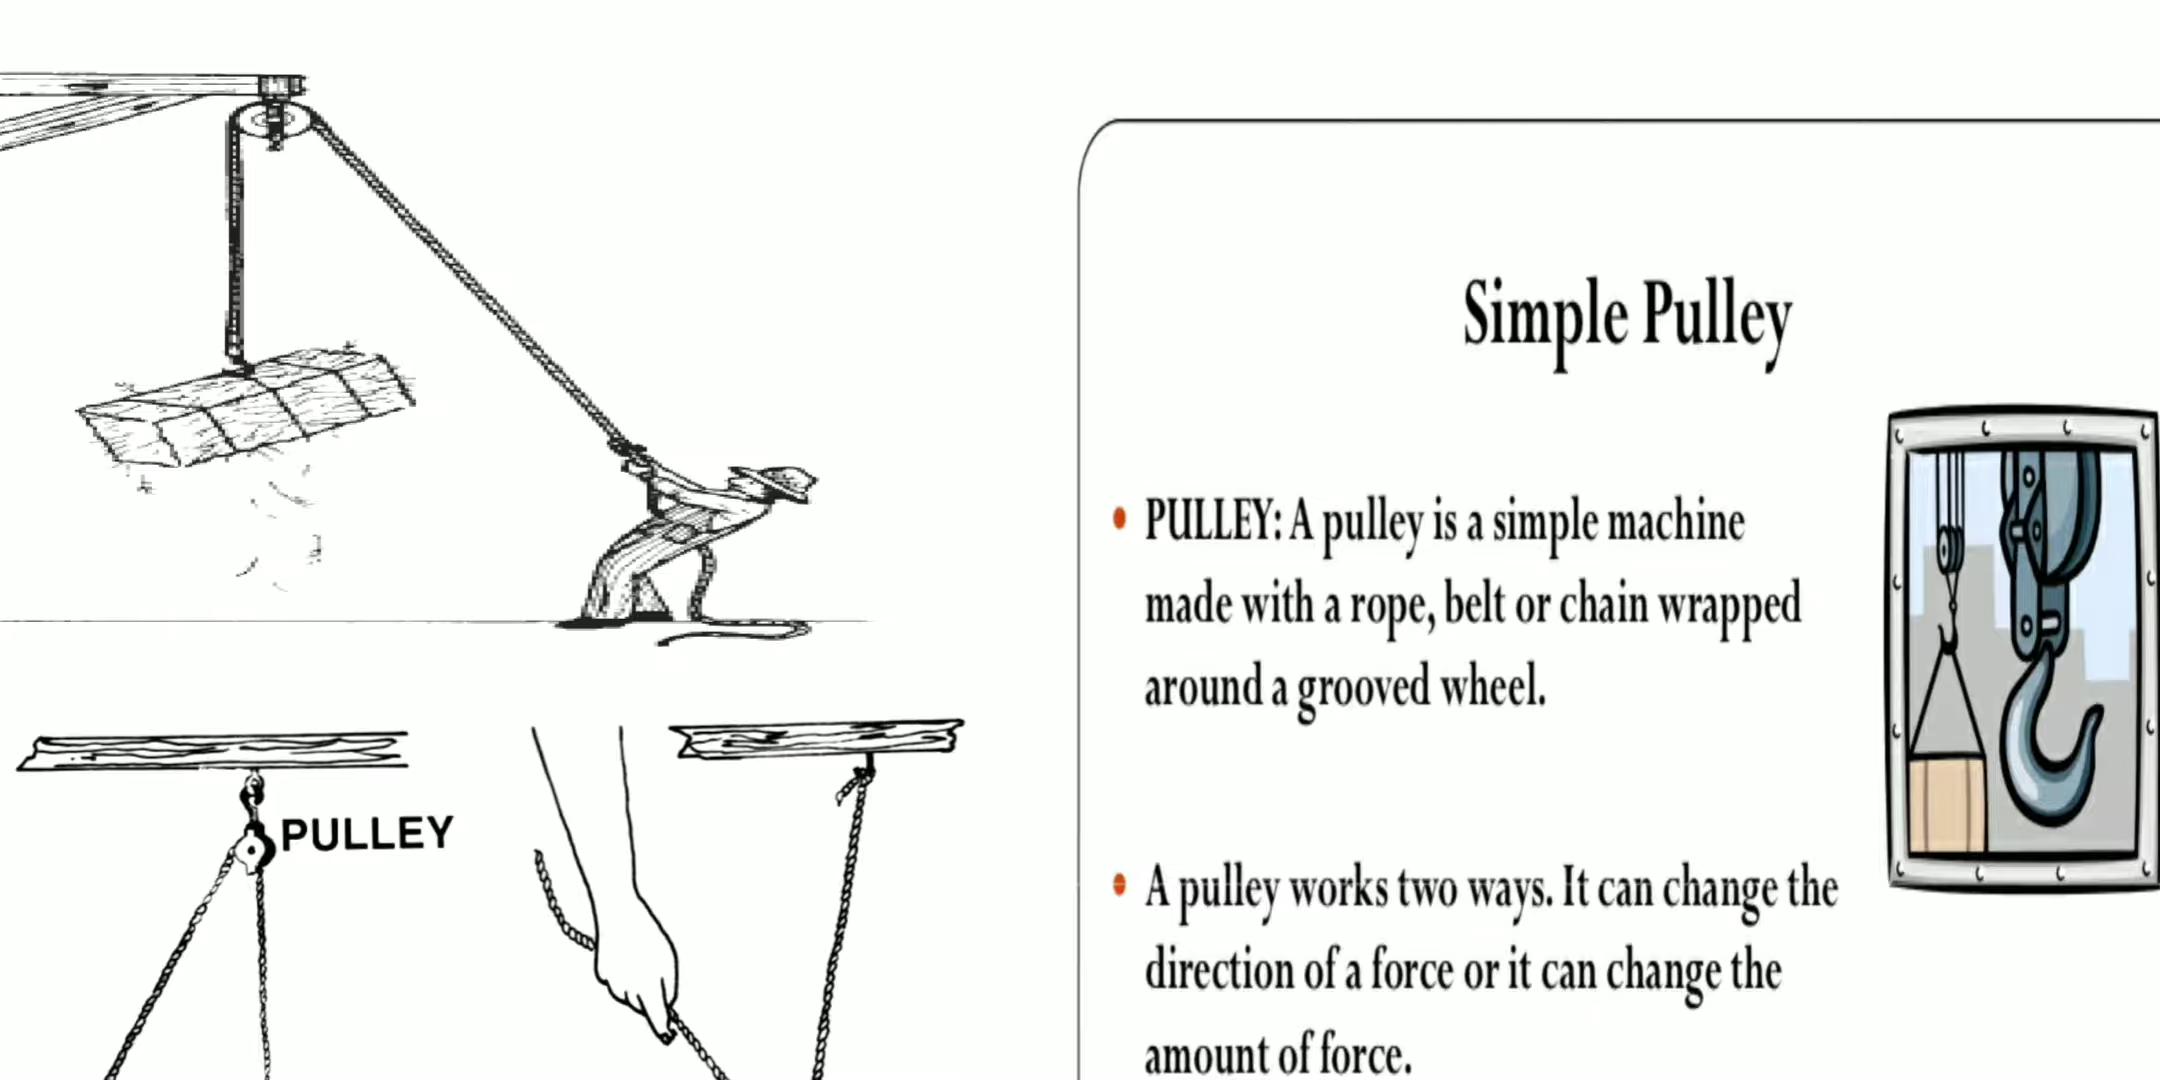 Simple Pulley
• PULLEY: A pulley is a simple machine
made with a rope, belt or chain wrapped
around a grooved wheel.
• A pulley works two ways. It can change the
direction of a force or it can change the
amount of force.
PULLEY